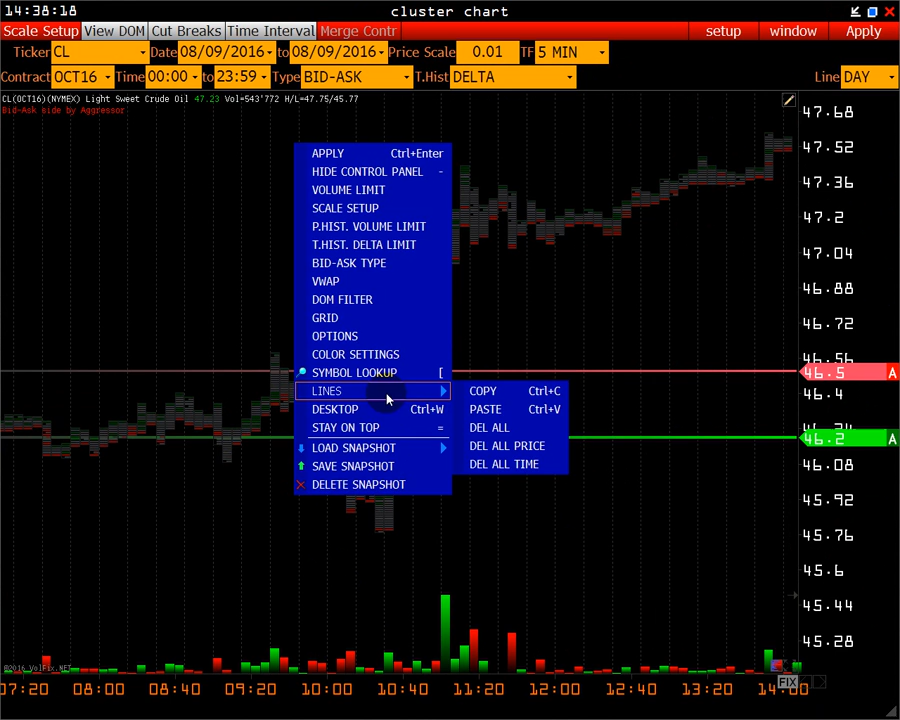 14:38:18
cluster chart
Scale Setup View DOM Cut Breaks Time Interval Merge Contr setup window Apply
Ticker CL Date 08/09/2016 to 08/09/2016 Price Scale 0.01 TF 5 MIN
Contract OCT16 Time 00:00 to 23:59 Type BID-ASK T.Hist DELTA Line DAY
CL(OCT16)(NYMEX) Light Sweet Crude Oil 47.23 Vol=543'772 H/L=47.75/45.77
Bid-Ask side by Aggressor
47.68
47.52
47.36
47.2
47.04
46.88
46.72
46.56
46.5 A
46.4
46.2 A
46.08
45.92
45.76
45.6
45.44
45.28
APPLY Ctrl+Enter
HIDE CONTROL PANEL -
VOLUME LIMIT
SCALE SETUP
P.HIST. VOLUME LIMIT
T.HIST. DELTA LIMIT
BID-ASK TYPE
VWAP
DOM FILTER
GRID
OPTIONS
COLOR SETTINGS
SYMBOL LOOKUP [
LINES
DESKTOP Ctrl+W
STAY ON TOP =
LOAD SNAPSHOT
SAVE SNAPSHOT
DELETE SNAPSHOT
COPY Ctrl+C
PASTE Ctrl+V
DEL ALL
DEL ALL PRICE
DEL ALL TIME
©2016 VolFix.NET
FIX
07:20 08:00 08:40 09:20 10:00 10:40 11:20 12:00 12:40 13:20 14:00